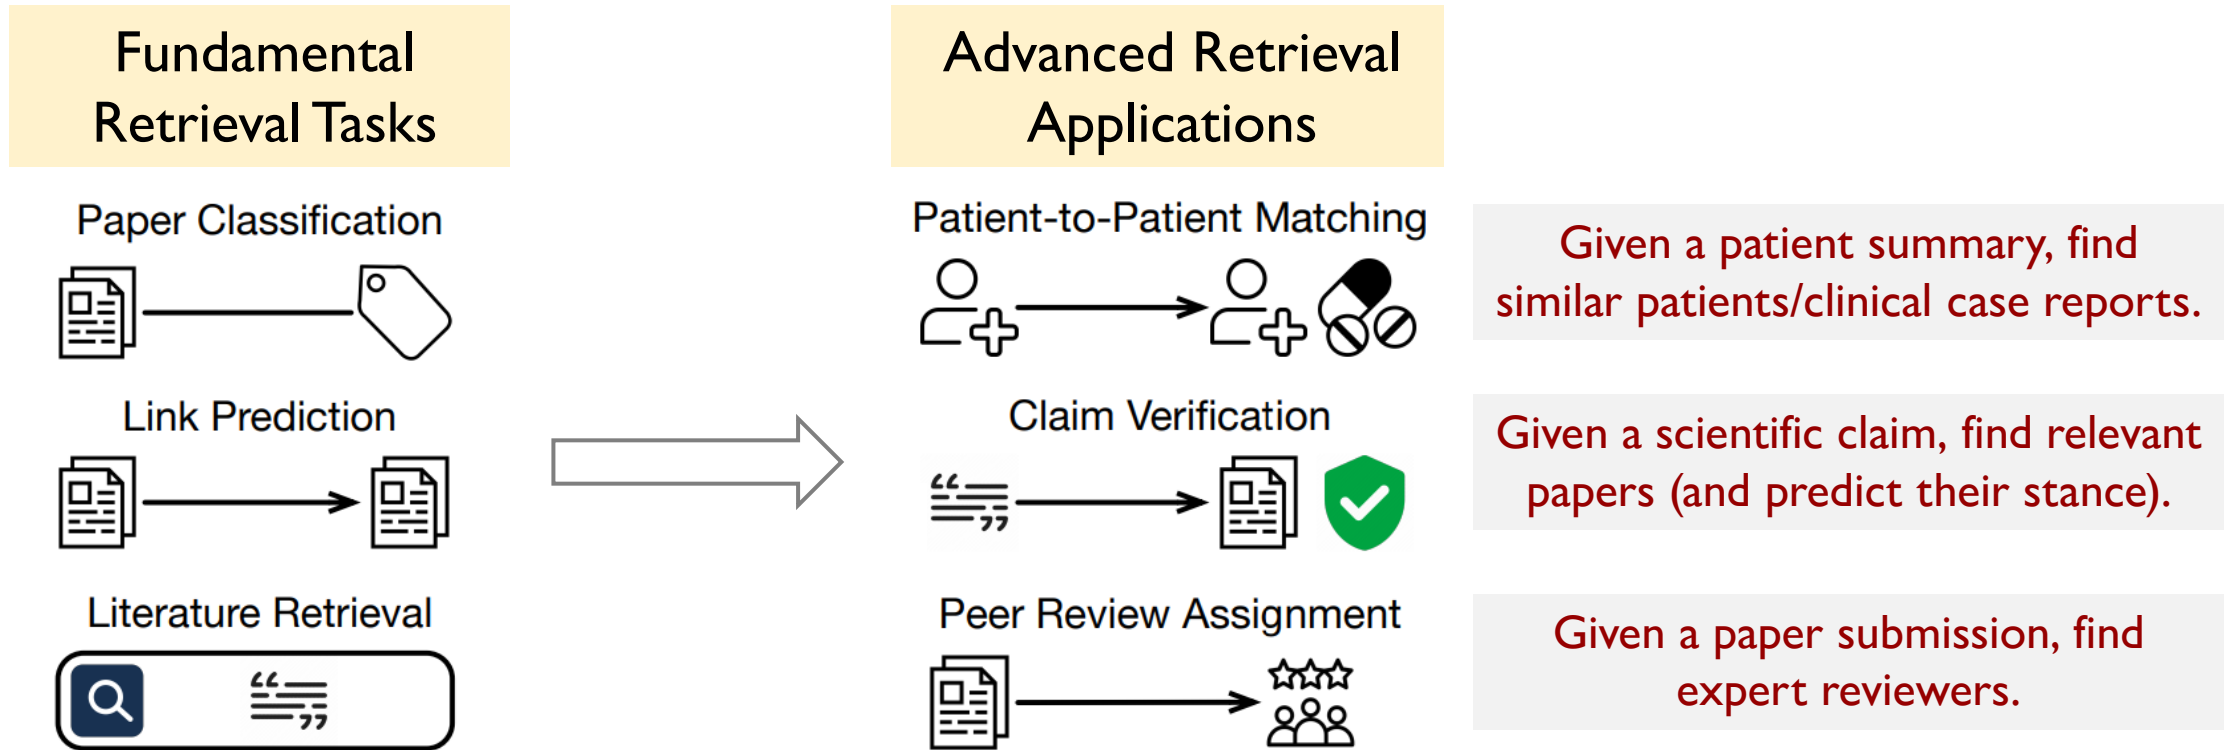 Fundamental
Retrieval Tasks
Advanced Retrieval
Applications
Paper Classification
Link Prediction
Literature Retrieval
Patient-to-Patient Matching
Given a patient summary, find
similar patients/clinical case reports.
Claim Verification
Given a scientific claim, find relevant
papers (and predict their stance).
Peer Review Assignment
Given a paper submission, find
expert reviewers.